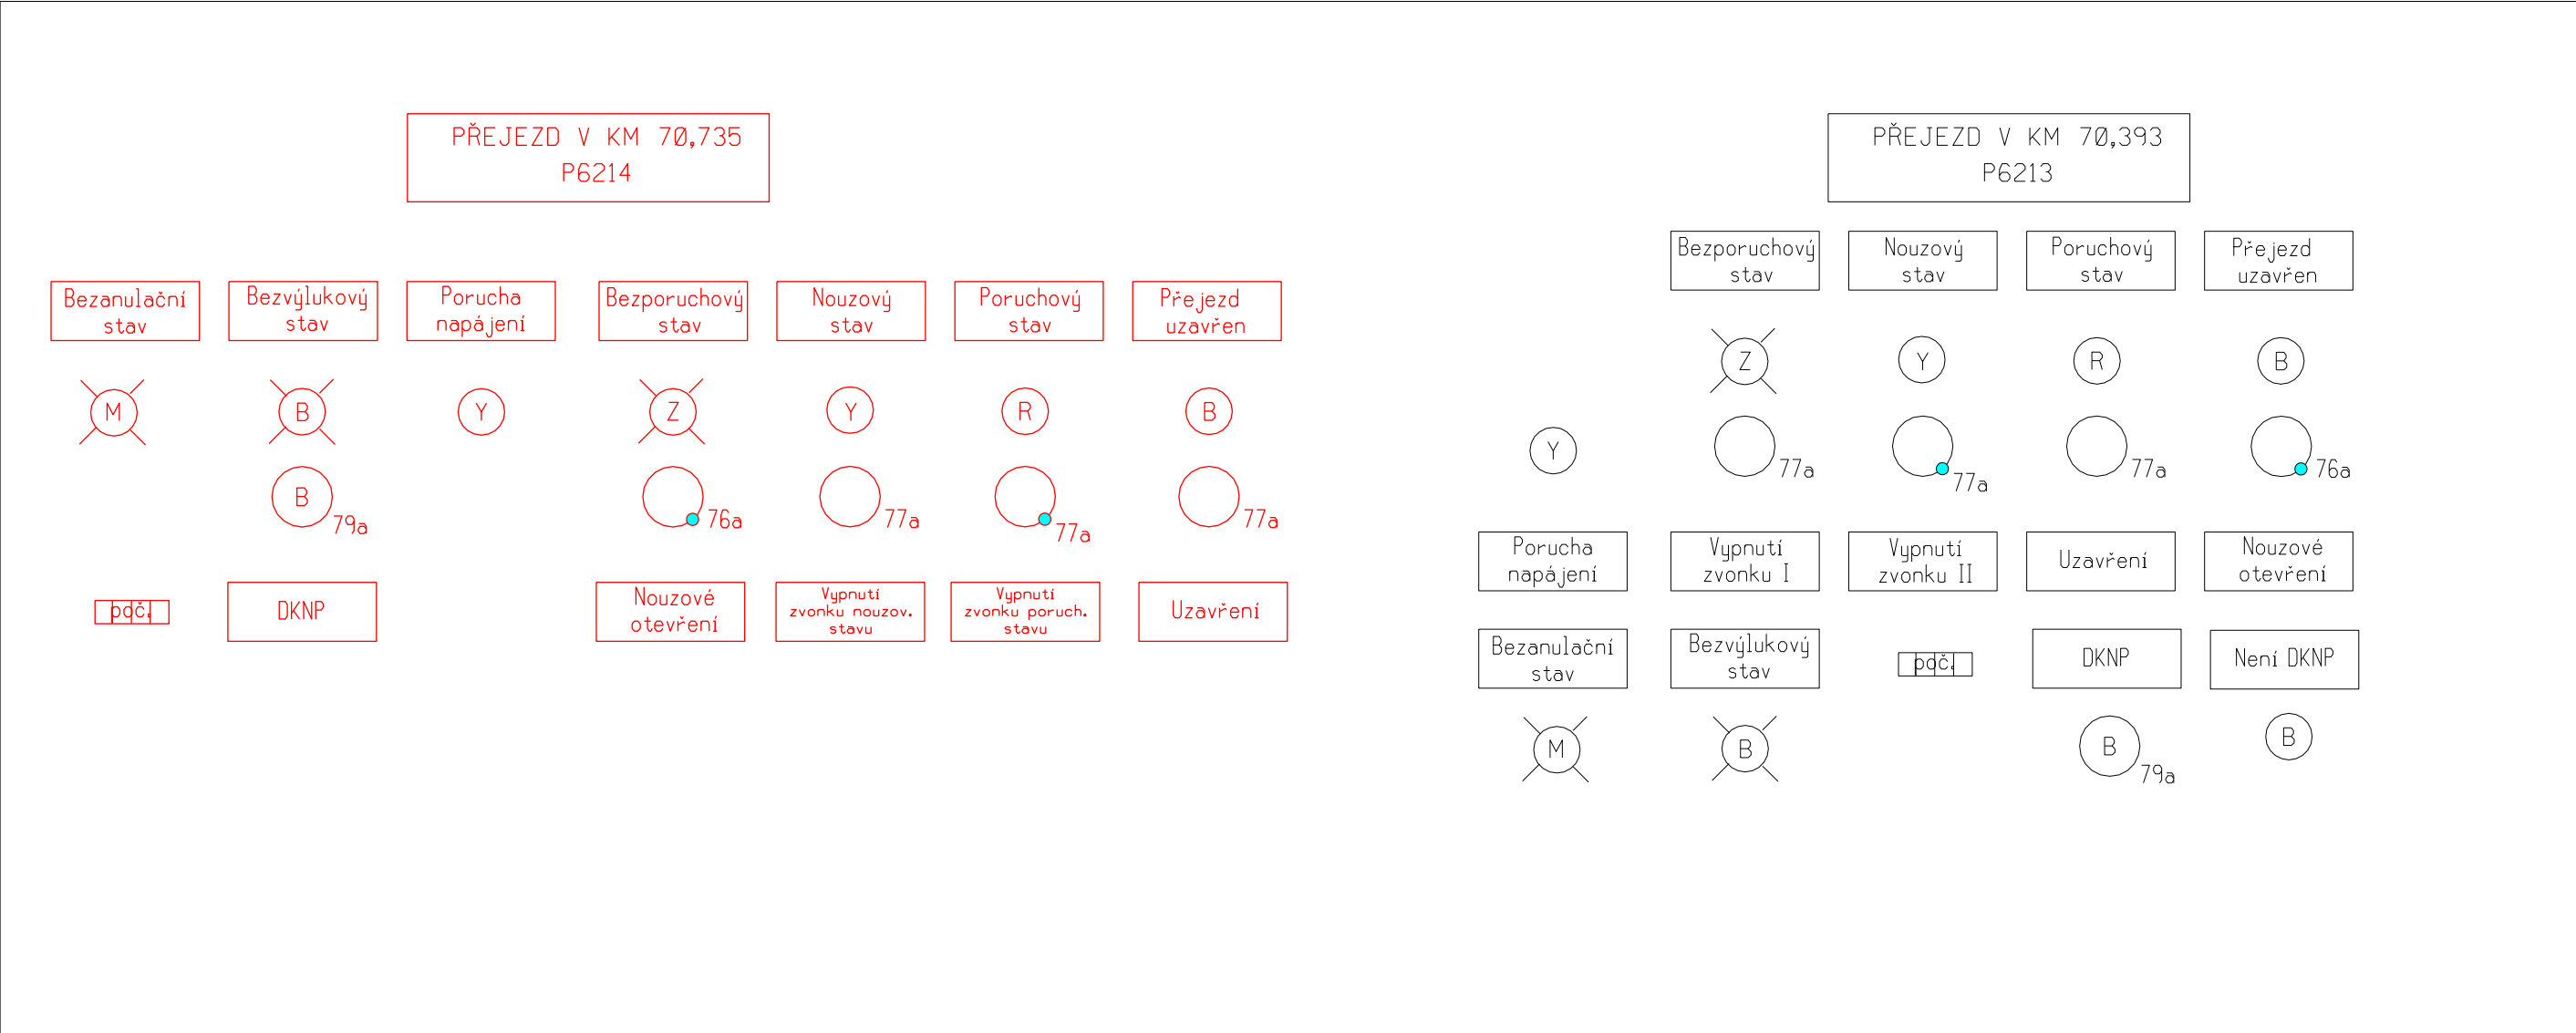 PŘEJEZD V KM 70,735
P6214
Bezanulační
stav
Bezvýlukový
stav
Porucha
napájení
Bezporuchový
stav
Nouzový
stav
Poruchový
stav
Přejezd
uzavřen
M
B
Y
Z
Y
R
B
B
79a
76a
77a
77a
77a
poč.
DKNP
Nouzové
otevření
Vypnutí
zvonku nouzov.
stavu
Vypnutí
zvonku poruch.
stavu
Uzavření
PŘEJEZD V KM 70,393
P6213
Bezporuchový
stav
Nouzový
stav
Poruchový
stav
Přejezd
uzavřen
Z
Y
R
B
Y
77a
77a
77a
76a
Porucha
napájení
Vypnutí
zvonku I
Vypnutí
zvonku II
Uzavření
Nouzové
otevření
Bezanulační
stav
Bezvýlukový
stav
poč.
DKNP
Není DKNP
M
B
B
79a
B